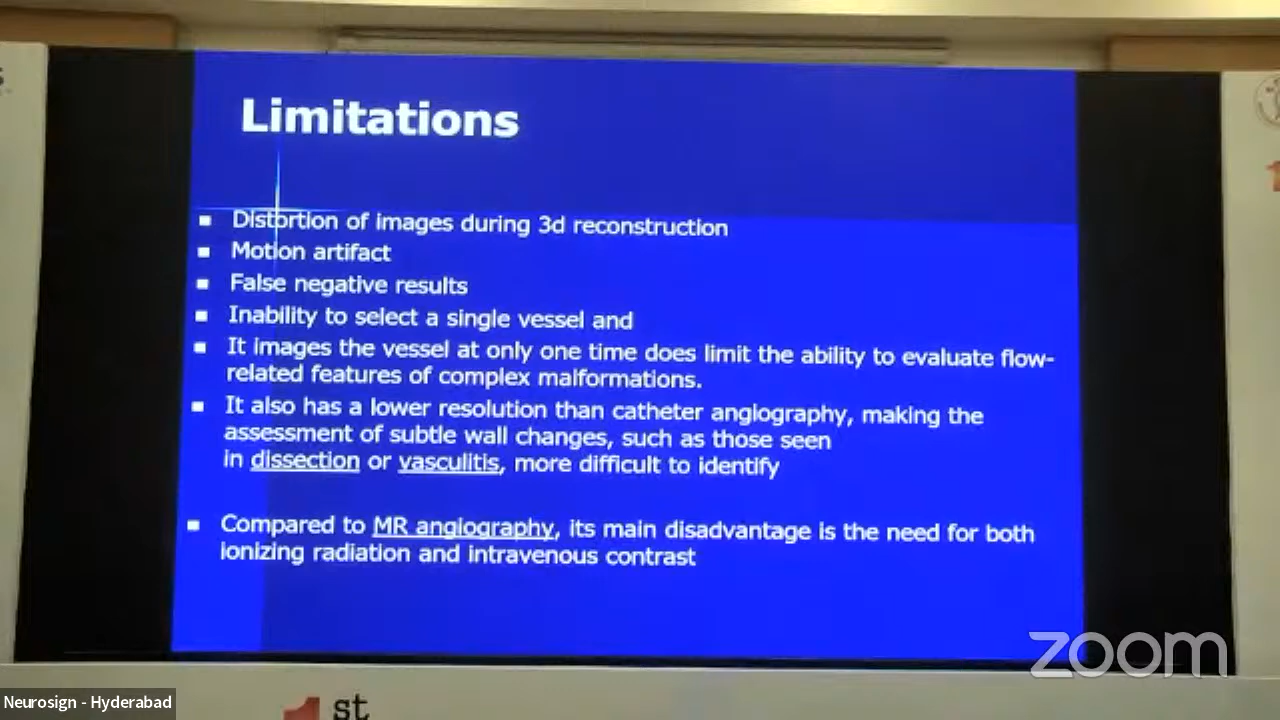 Limitations
Distortion of images during 3d reconstruction
Motion artifact
False negative results
Inability to select a single vessel and
It images the vessel at only one time does limit the ability to evaluate flow-
related features of complex malformations.
It also has a lower resolution than catheter angiography, making the
assessment of subtle wall changes, such as those seen
in dissection or vasculitis, more difficult to identify
Compared to MR angiography, its main disadvantage is the need for both
ionizing radiation and intravenous contrast
zoom
Neurosign - Hyderabad
1st